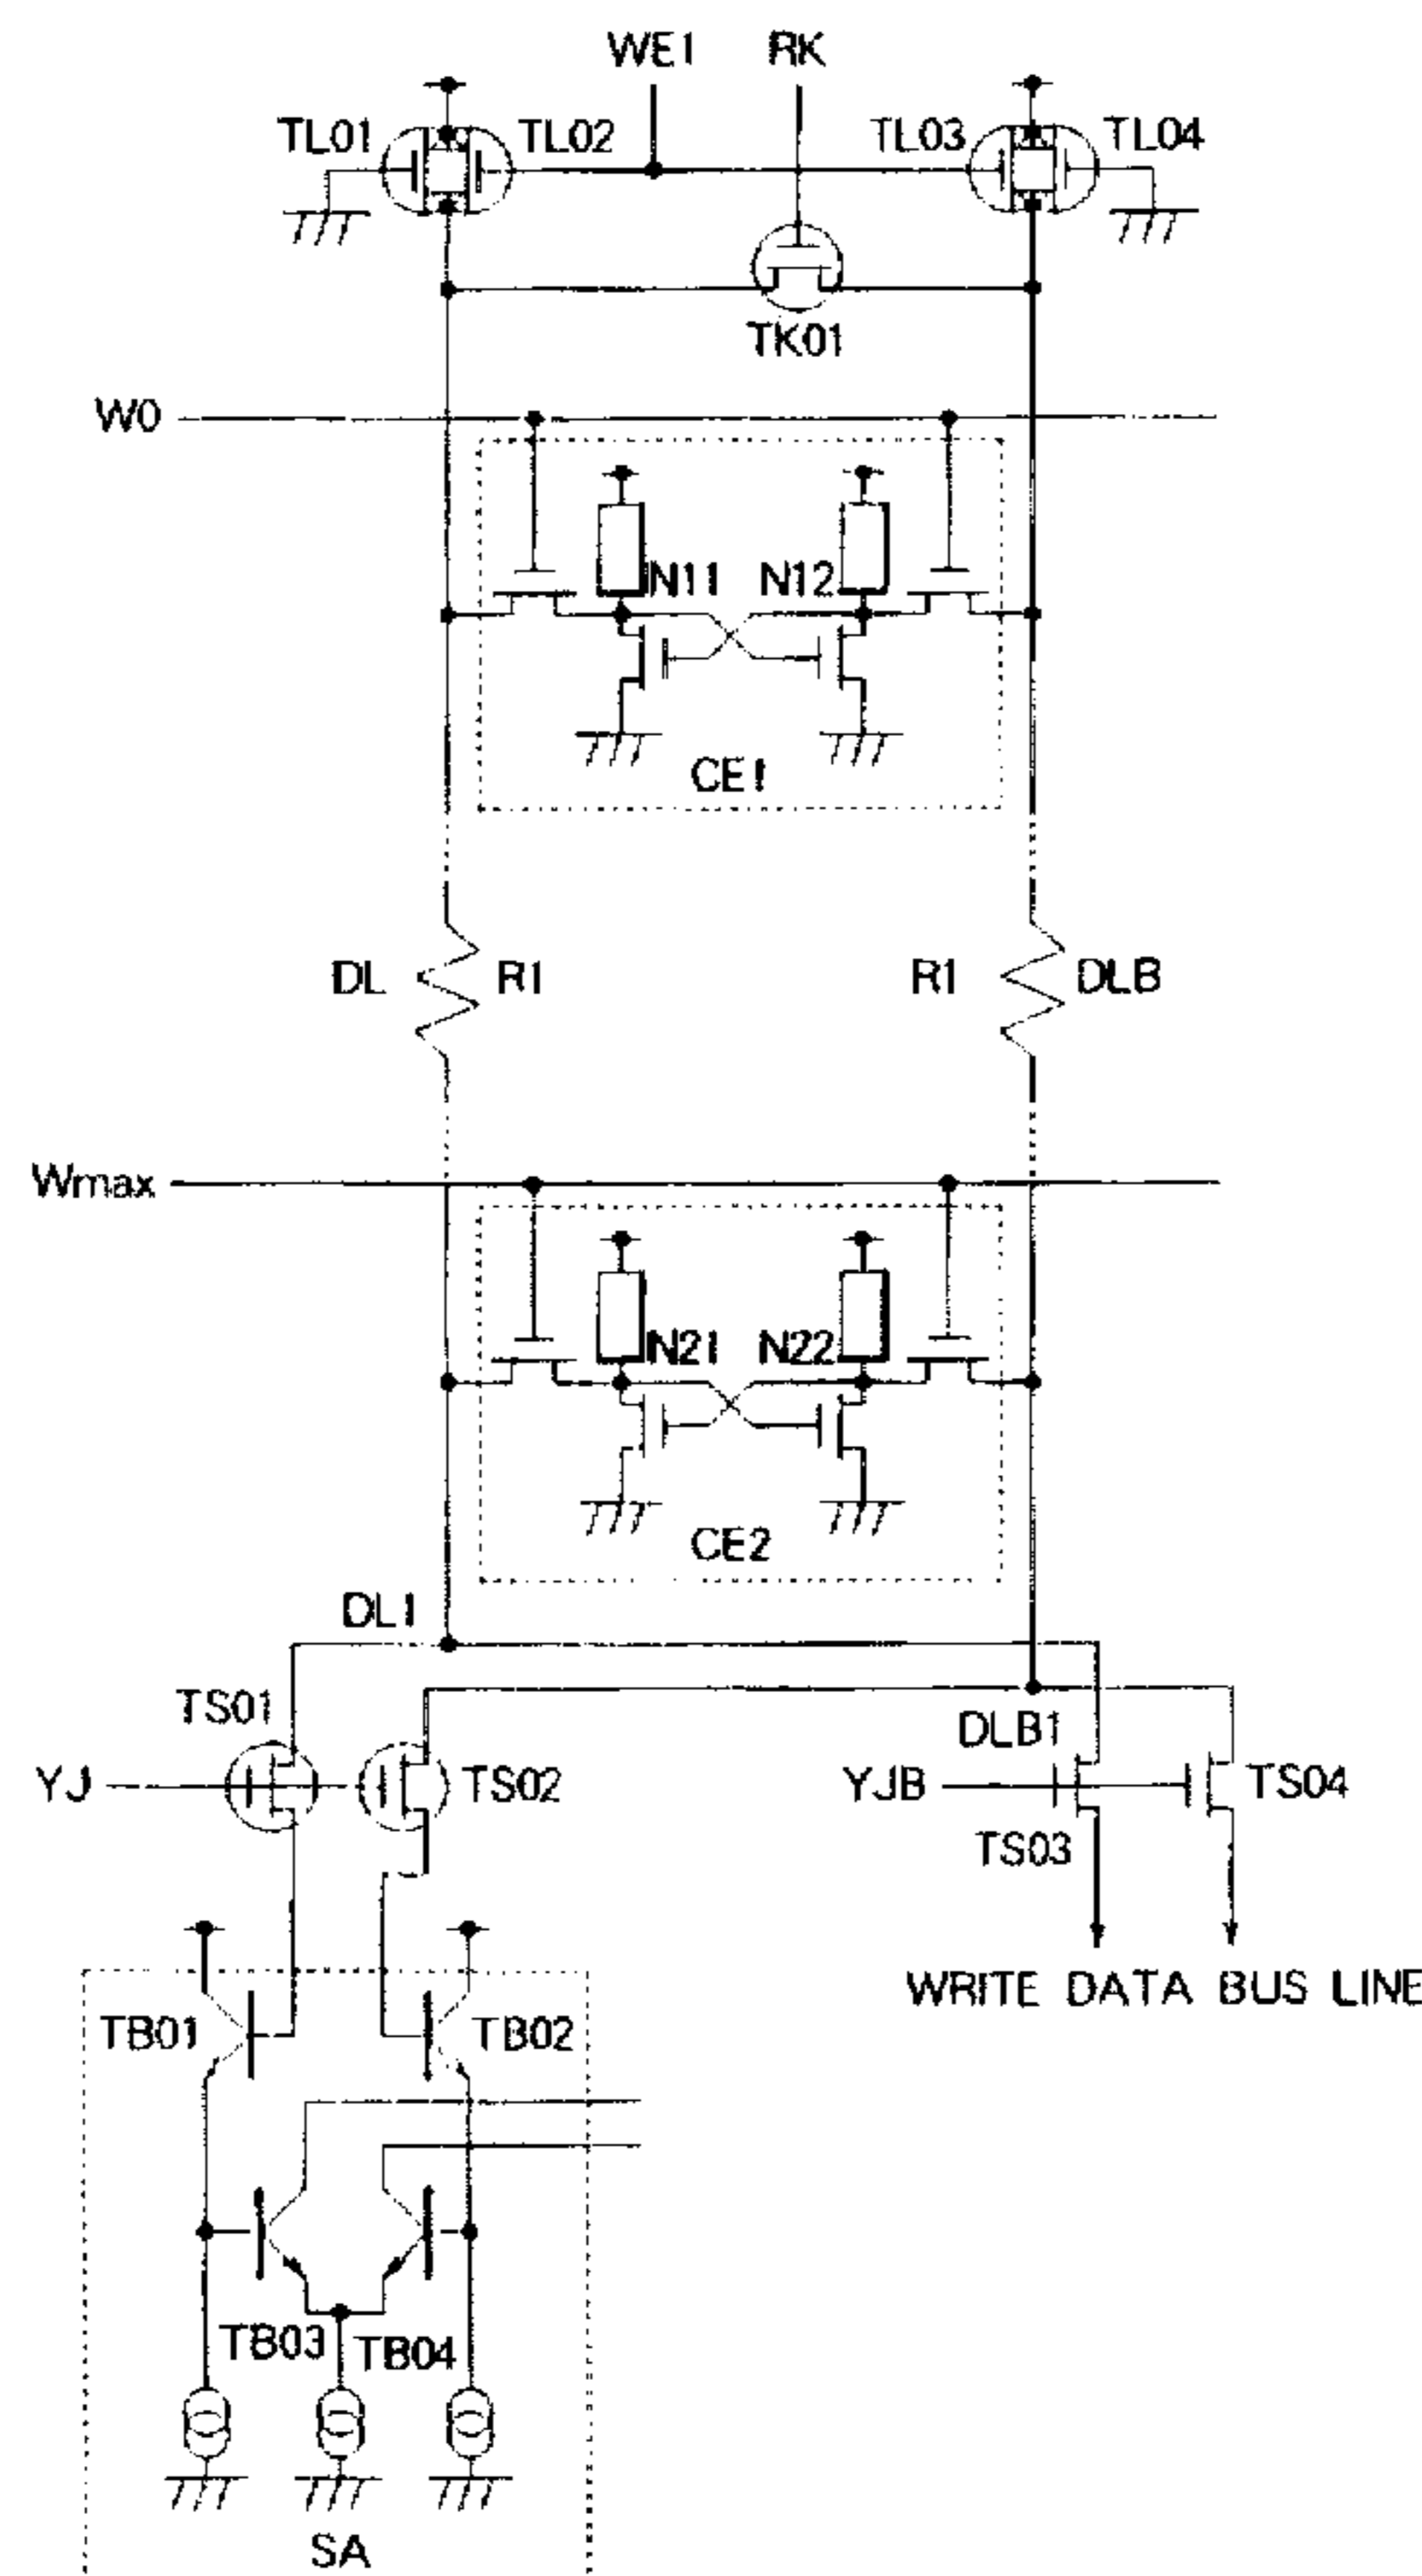 WE1 RK
TL01 TL02 TL03 TL04
TK01
W0
N11 N12
CE1
DL R1 R1 DLB
Wmax
N21 N22
CE2
DL1
TS01 DLB1
YJ TS02 YJB TS04
TS03
WRITE DATA BUS LINE
TB01 TB02
TB03 TB04
SA